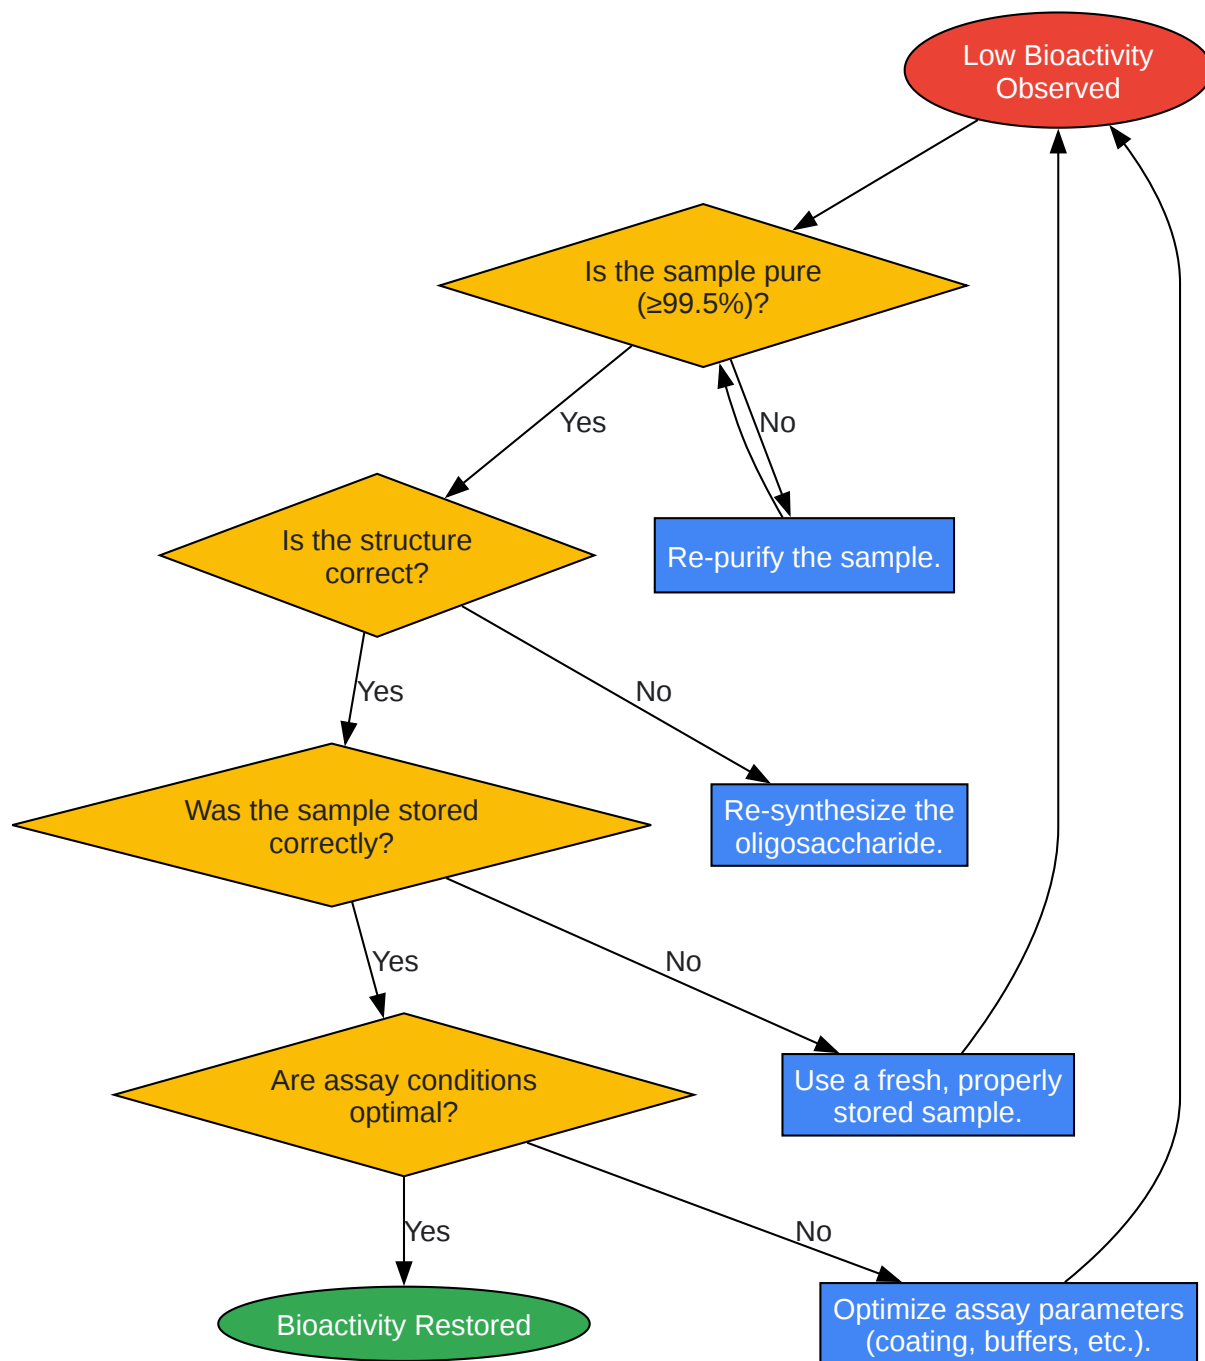 Low Bioactivity
Observed
Is the sample pure
(≥99.5%)?
Yes
No
Is the structure
correct?
Re-purify the sample.
Yes
No
Was the sample stored
correctly?
Re-synthesize the
oligosaccharide.
Yes
No
Are assay conditions
optimal?
Use a fresh, properly
stored sample.
Yes
No
Bioactivity Restored
Optimize assay parameters
(coating, buffers, etc.).